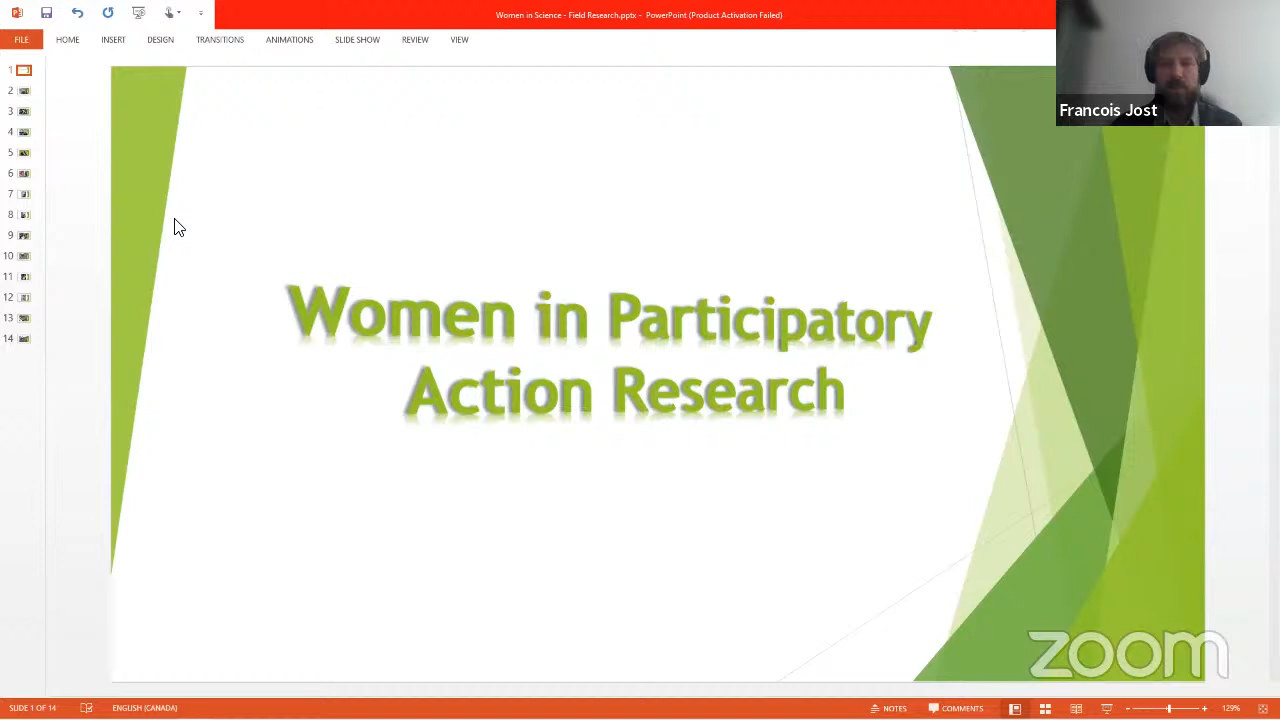 Women in Science - Field Research.pptx - PowerPoint (Product Activation Failed)
FILE HOME INSERT DESIGN TRANSITIONS ANIMATIONS SLIDE SHOW REVIEW VIEW
Francois Jost
1
2
3
4
5
6
7
8
9
10
11
12
13
14
Women in Participatory
Action Research
zoom
SLIDE 1 OF 14 ENGLISH (CANADA) NOTES COMMENTS 129%